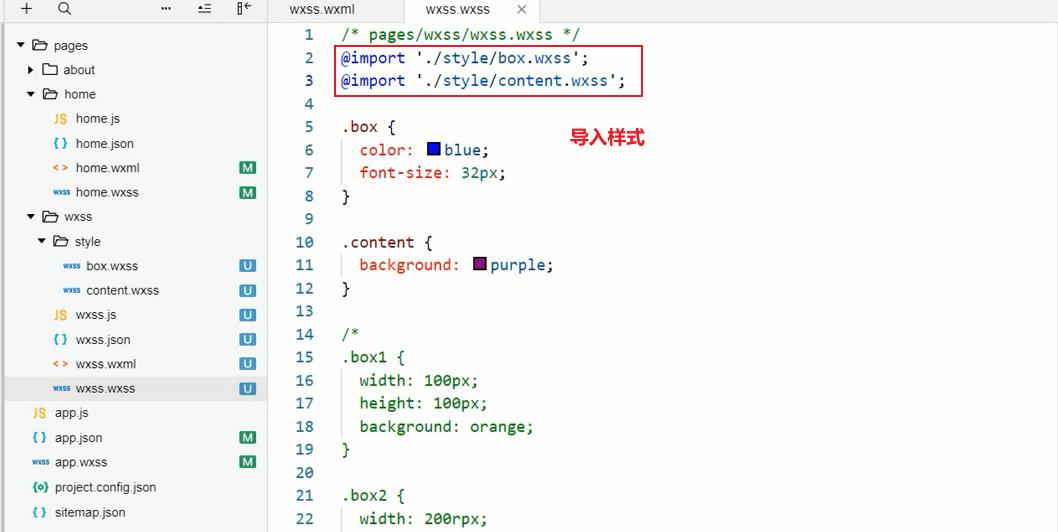 wxss.wxml
wxss.wxss
pages
about
home
JS home.js
{ } home.json
< > home.wxml M
wxss home.wxss M
wxss
style
wxss box.wxss U
wxss content.wxss U
JS wxss.js U
{ } wxss.json U
< > wxss.wxml U
wxss wxss.wxss U
JS app.js
{ } app.json M
wxss app.wxss M
project.config.json
{ } sitemap.json
1 /* pages/wxss/wxss.wxss */
2 @import './style/box.wxss';
3 @import './style/content.wxss';
4
5 .box {
导入样式
6 color: blue;
7 font-size: 32px;
8 }
9
10 .content {
11 background: purple;
12 }
13
14 /*
15 .box1 {
16 width: 100px;
17 height: 100px;
18 background: orange;
19 }
20
21 .box2 {
22 width: 200rpx;